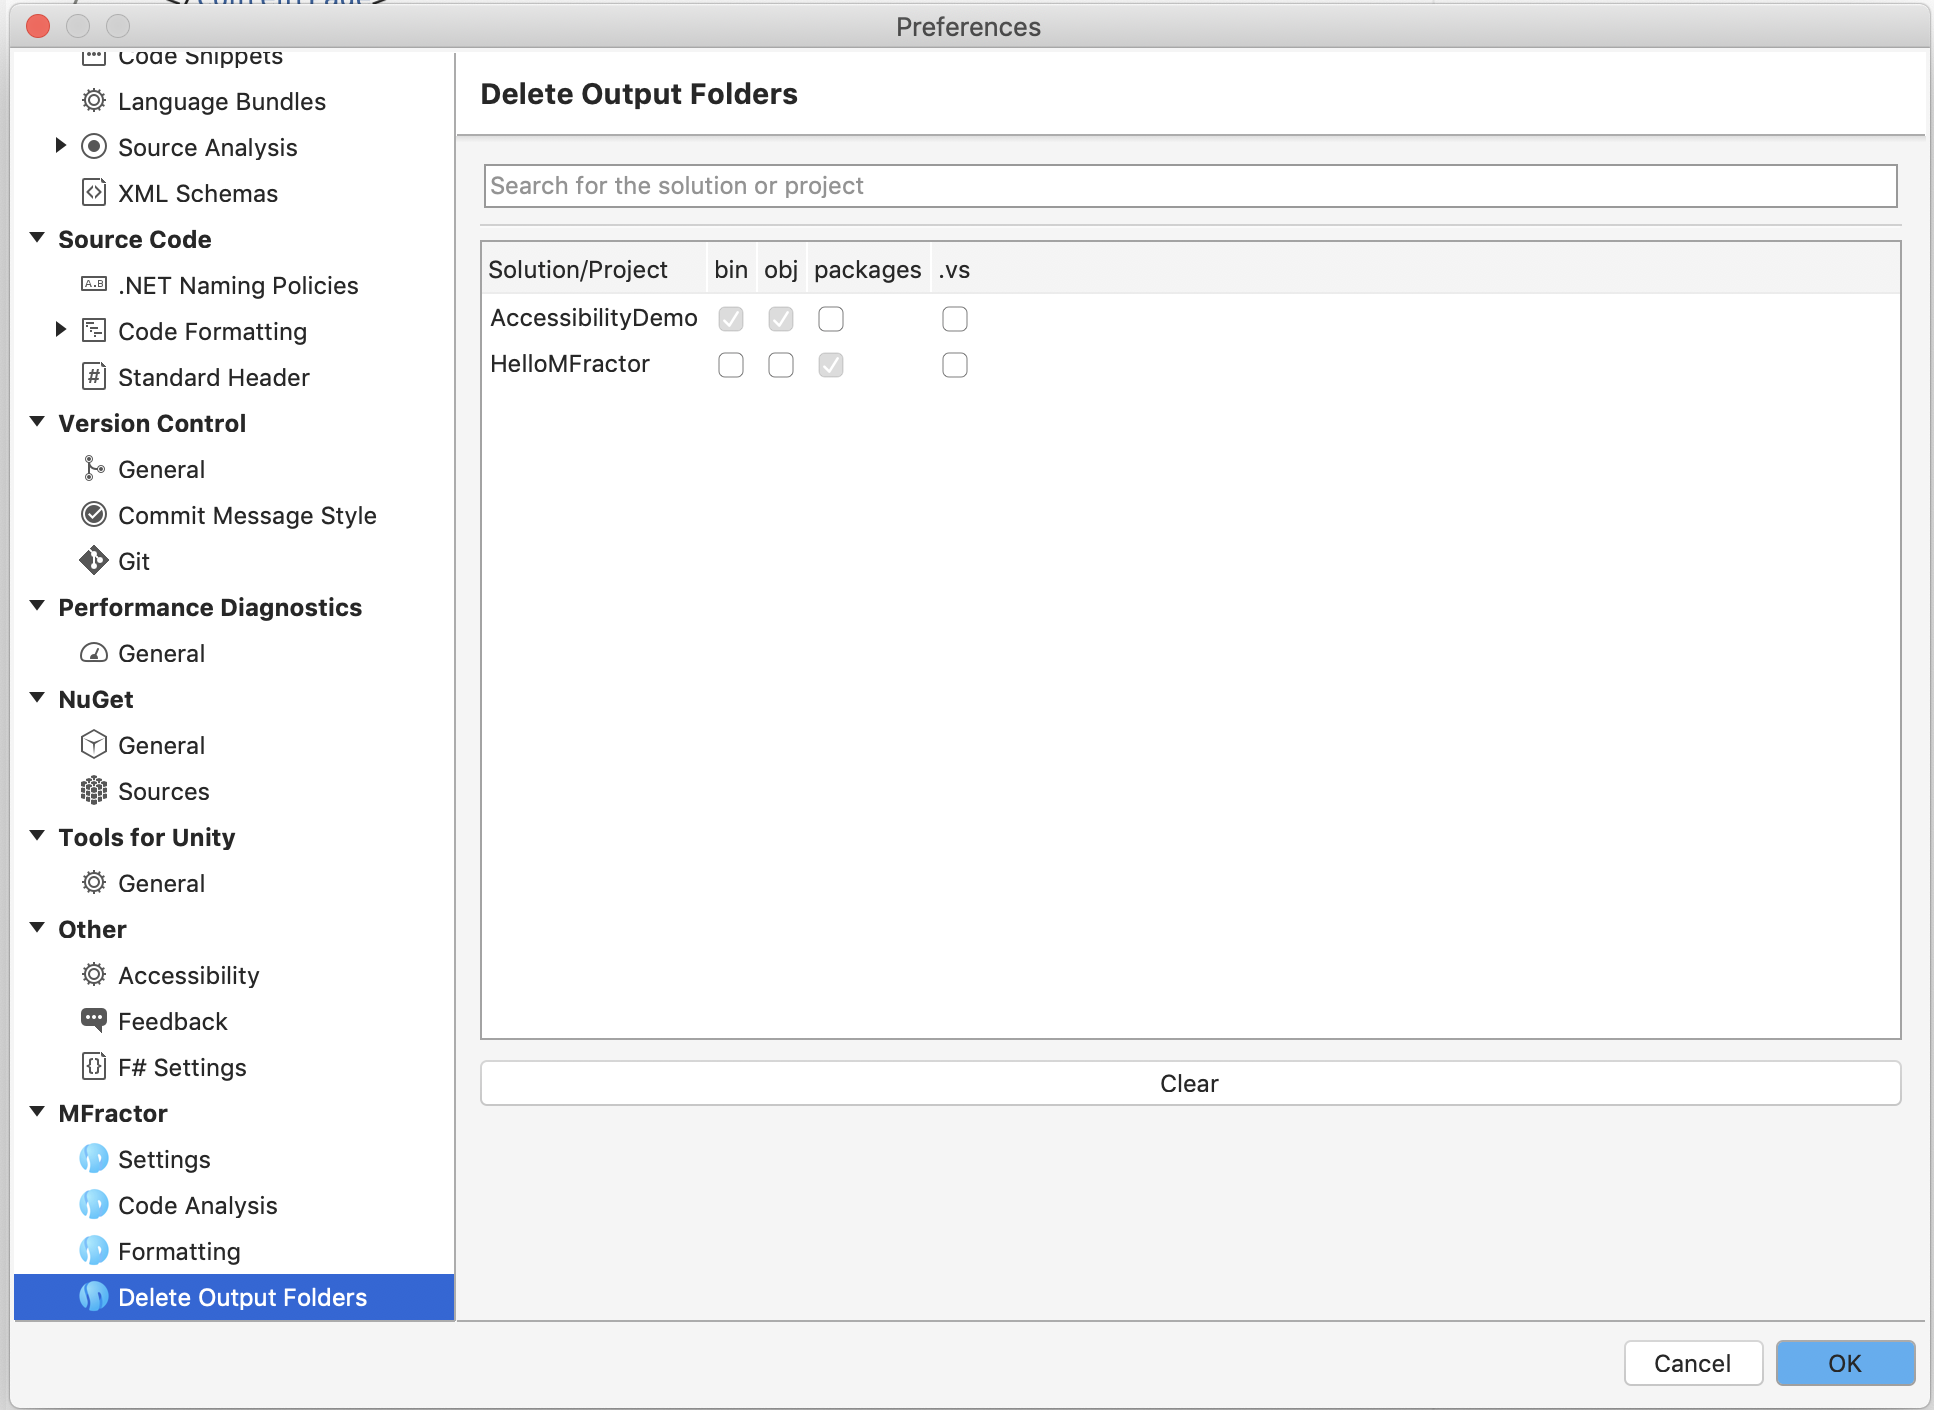 Preferences
Code Snippets
Language Bundles
Source Analysis
XML Schemas
Source Code
.NET Naming Policies
Code Formatting
Standard Header
Version Control
General
Commit Message Style
Git
Performance Diagnostics
General
NuGet
General
Sources
Tools for Unity
General
Other
Accessibility
Feedback
F# Settings
MFractor
Settings
Code Analysis
Formatting
Delete Output Folders
Delete Output Folders
Search for the solution or project
Solution/Project bin obj packages .vs
AccessibilityDemo
HelloMFractor
Clear
Cancel OK